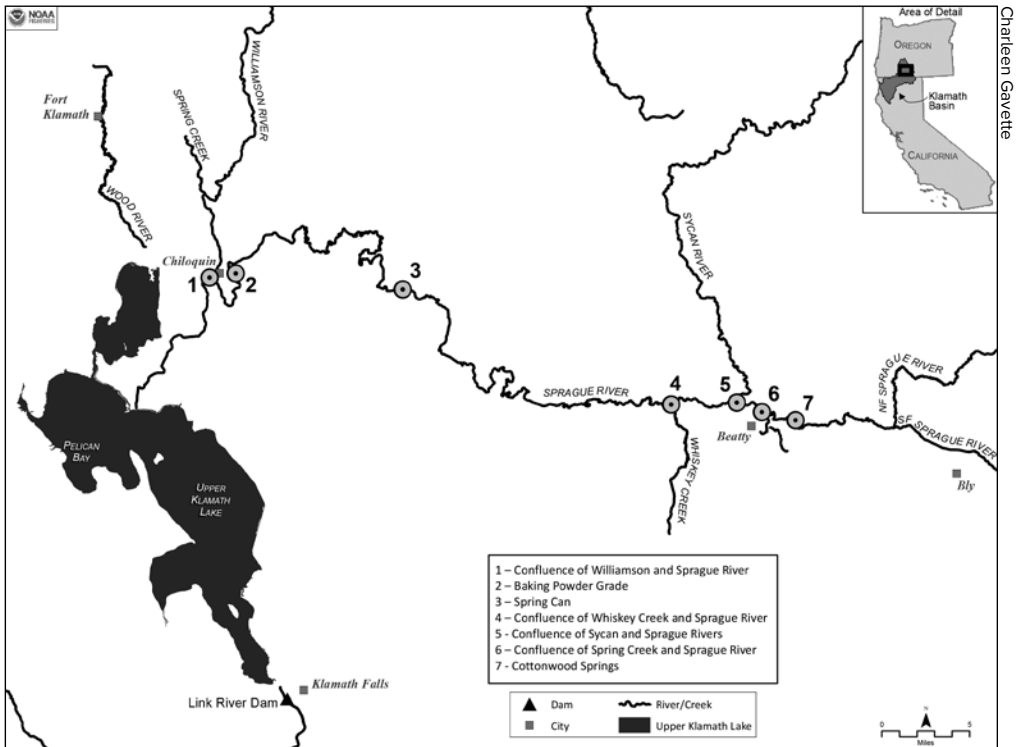 NOAA
FISHERIES
Area of Detail
OREGON
Klamath
Basin
CALIFORNIA
Charleen Gavette
WILLIAMSON RIVER
SPRING CREEK
Fort
Klamath
WOOD RIVER
Chiloquin
1
2
3
SYCAN RIVER
SPRAGUE RIVER
4
5
6
7
NF SPRAGUE RIVER
SF SPRAGUE RIVER
Beatty
WHISKEY CREEK
Bly
PELICAN
BAY
UPPER
KLAMATH
LAKE
Klamath Falls
Link River Dam
1 – Confluence of Williamson and Sprague River
2 – Baking Powder Grade
3 – Spring Can
4 – Confluence of Whiskey Creek and Sprague River
5 - Confluence of Sycan and Sprague Rivers
6 – Confluence of Spring Creek and Sprague River
7 - Cottonwood Springs
Dam
River/Creek
City
Upper Klamath Lake
N
0 5
Miles